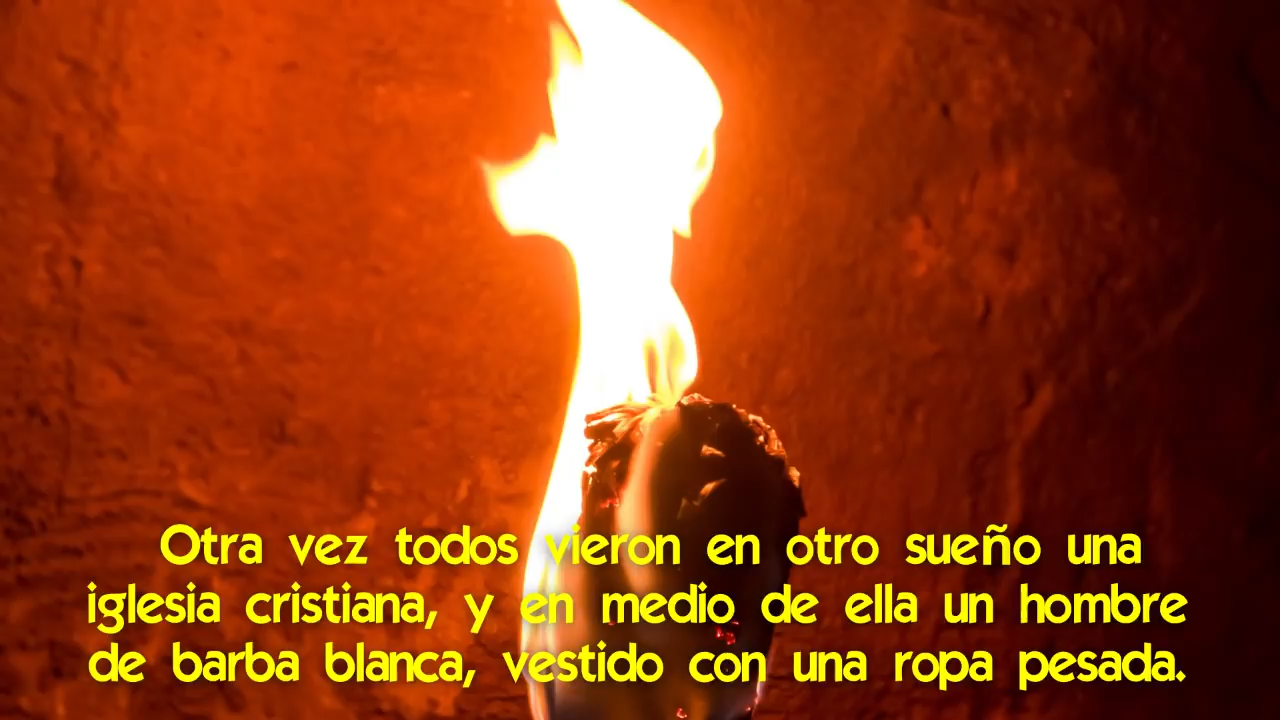 Otra vez todos vieron en otro sueño una
iglesia cristiana, y en medio de ella un hombre
de barba blanca, vestido con una ropa pesada.